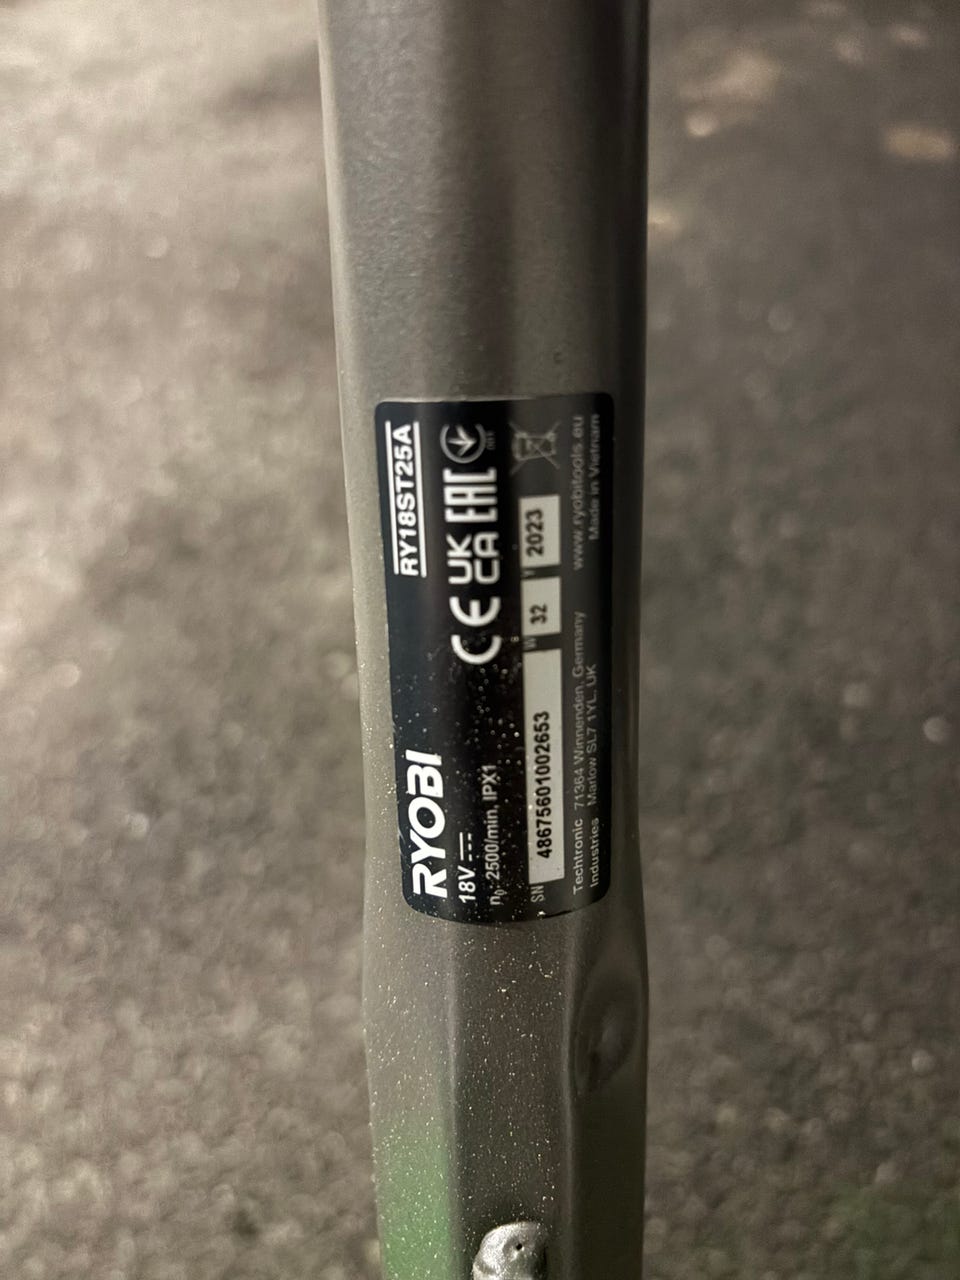 RYOBI
RY18ST25A
18V
n₀: 2500/min, IPX1
CE UK CA EAC
SN 48675601002653 W 32 Y 2023
Techtronic Industries
71364 Winnenden, Germany
Marlow SL7 1YL, UK
www.ryobitools.eu
Made in Vietnam